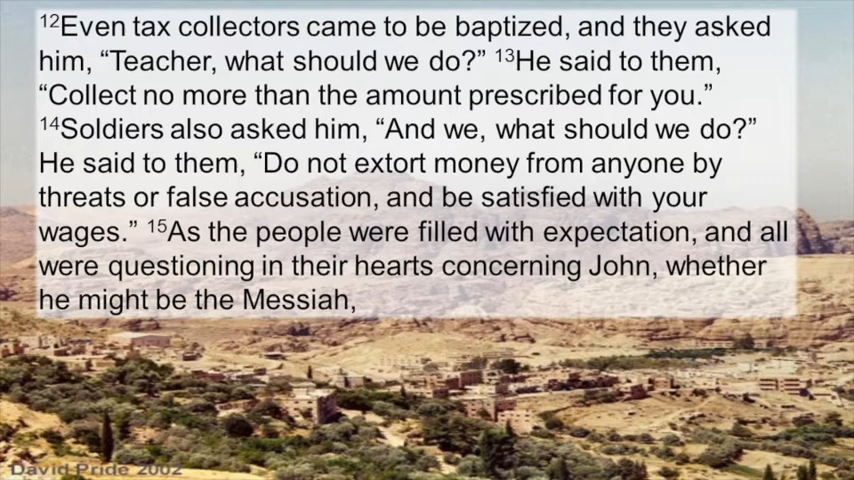 12Even tax collectors came to be baptized, and they asked
him, “Teacher, what should we do?” 13He said to them,
“Collect no more than the amount prescribed for you.”
14Soldiers also asked him, “And we, what should we do?”
He said to them, “Do not extort money from anyone by
threats or false accusation, and be satisfied with your
wages.” 15As the people were filled with expectation, and all
were questioning in their hearts concerning John, whether
he might be the Messiah,
David Pride 2002